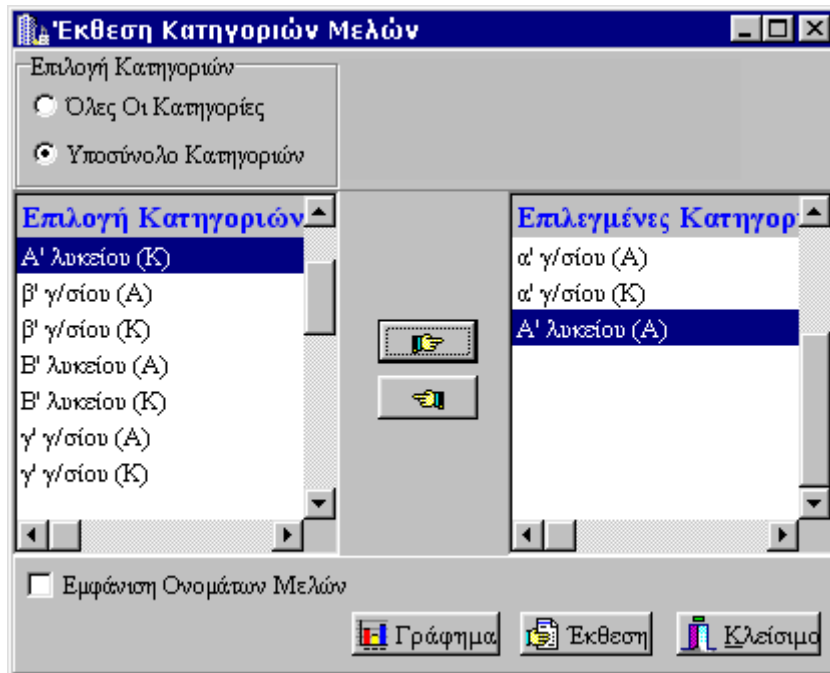 Έκθεση Κατηγοριών Μελών
Επιλογή Κατηγοριών
Όλες Οι Κατηγορίες
Υποσύνολο Κατηγοριών
Επιλογή Κατηγοριών
Α' λυκείου (Κ)
β' γ/σίου (Α)
β' γ/σίου (Κ)
Β' λυκείου (Α)
Β' λυκείου (Κ)
γ' γ/σίου (Α)
γ' γ/σίου (Κ)
Επιλεγμένες Κατηγορι
α' γ/σίου (Α)
α' γ/σίου (Κ)
Α' λυκείου (Α)
Εμφάνιση Ονομάτων Μελών
Γράφημα
Έκθεση
Κλείσιμο